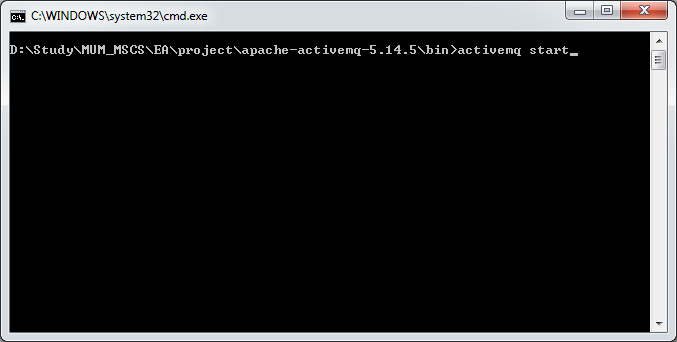 C:\WINDOWS\system32\cmd.exe
D:\Study\MUM_MSCS\EA\project\apache-activemq-5.14.5\bin>activemq start_